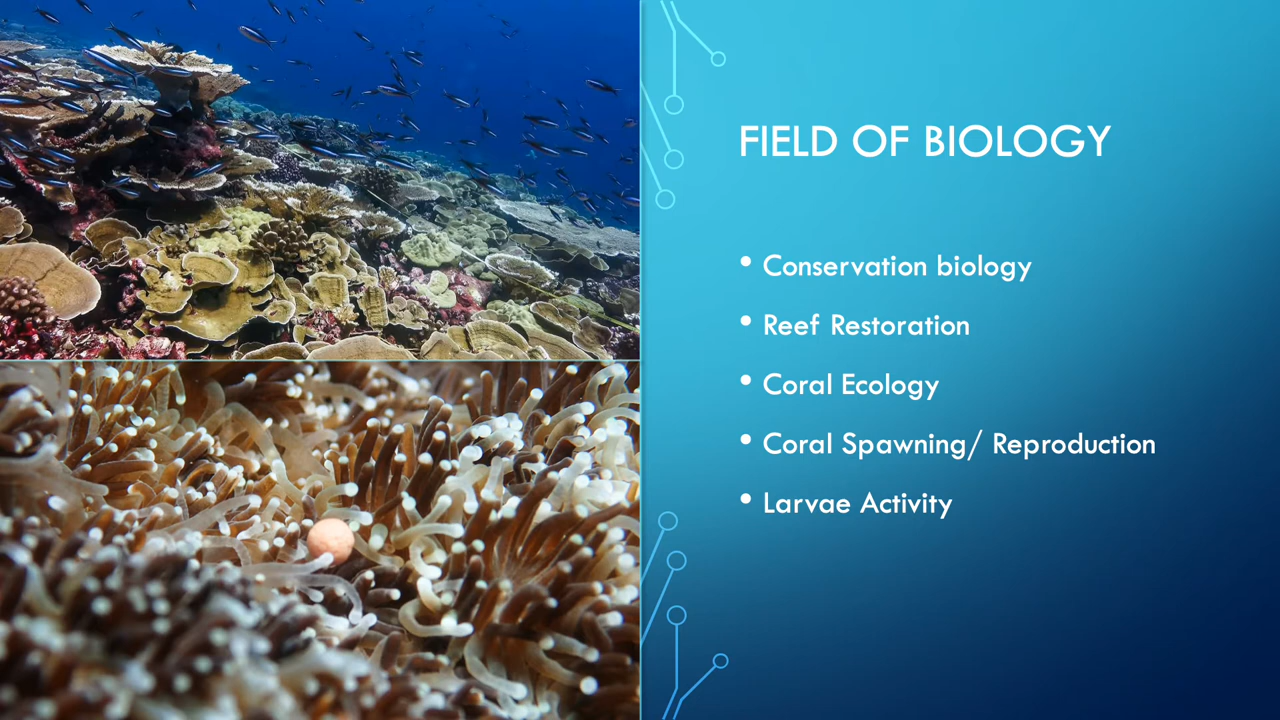 FIELD OF BIOLOGY
• Conservation biology
• Reef Restoration
• Coral Ecology
• Coral Spawning/ Reproduction
• Larvae Activity